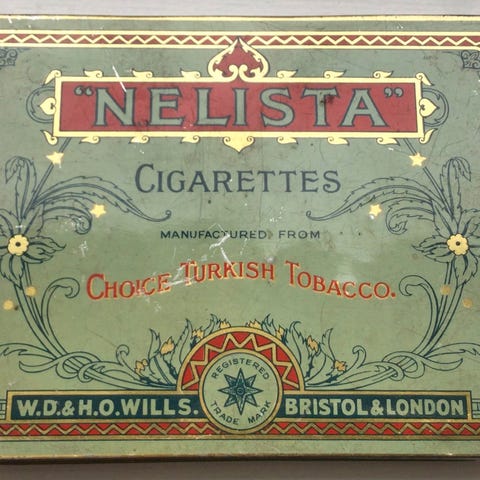 "NELISTA"
CIGARETTES
MANUFACTURED FROM
CHOICE TURKISH TOBACCO.
REGISTERED
TRADE MARK
W.D.&H.O.WILLS. BRISTOL&LONDON